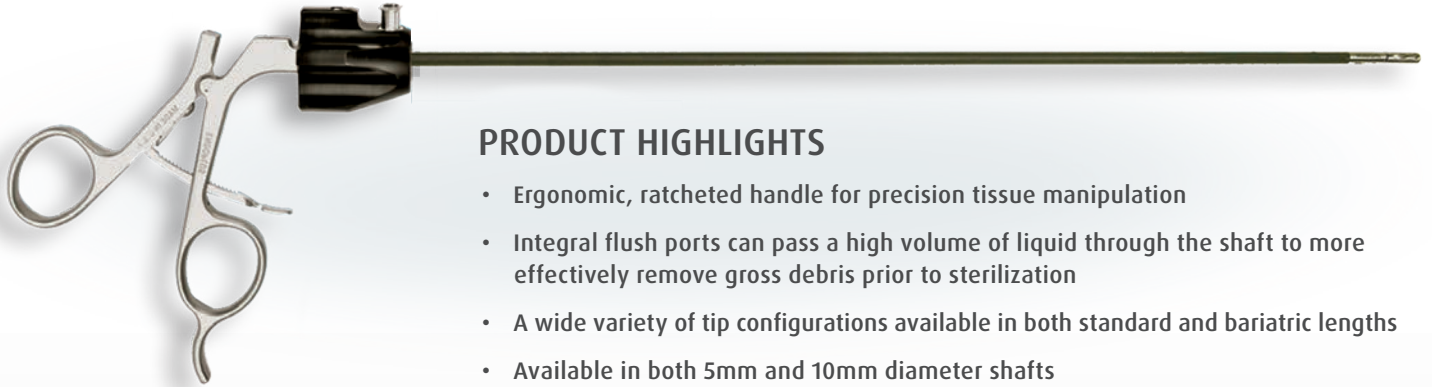 PRODUCT HIGHLIGHTS
• Ergonomic, ratcheted handle for precision tissue manipulation
• Integral flush ports can pass a high volume of liquid through the shaft to more
effectively remove gross debris prior to sterilization
• A wide variety of tip configurations available in both standard and bariatric lengths
• Available in both 5mm and 10mm diameter shafts